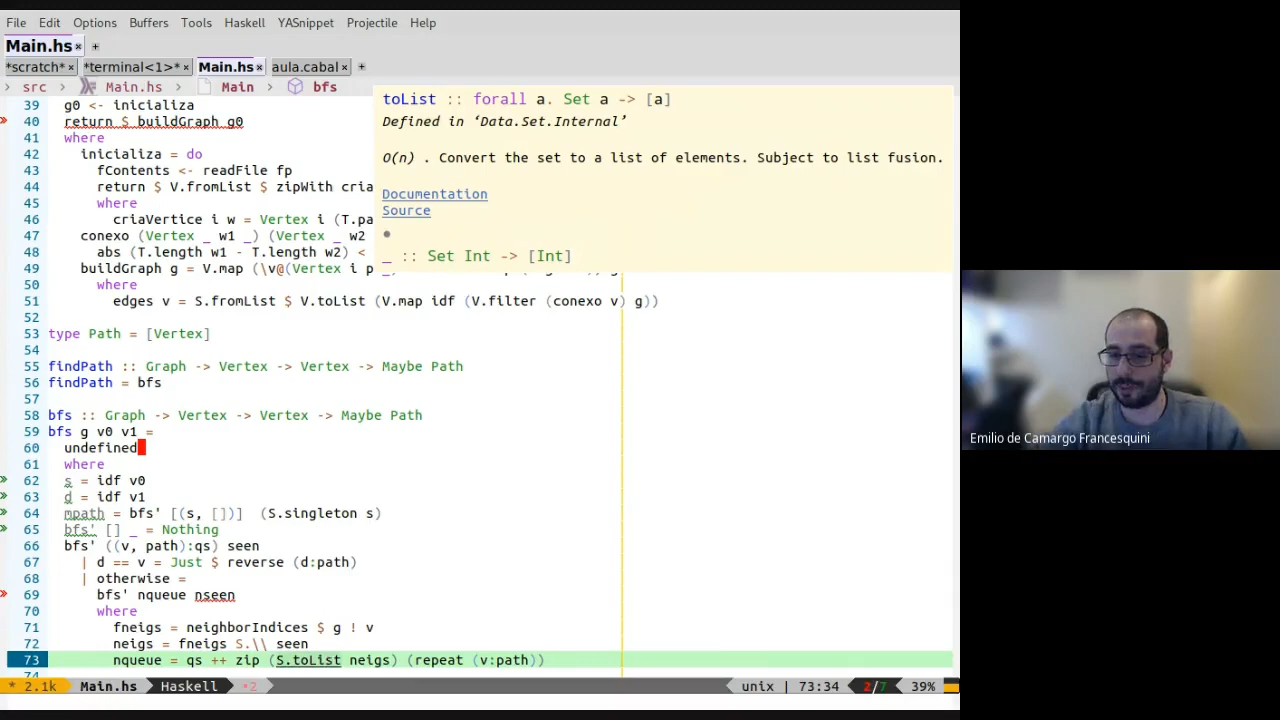 File Edit Options Buffers Tools Haskell YASnippet Projectile Help
Main.hs × +
*scratch* × *terminal<1>* × Main.hs × aula.cabal × +
> src > Main.hs > Main > bfs
39 g0 <- inicializa
40 return $ buildGraph g0
41 where
42 inicializa = do
43 fContents <- readFile fp
44 return $ V.fromList $ zipWith cria
45 where
46 criaVertice i w = Vertex i (T.pa
47 conexo (Vertex _ w1 _) (Vertex _ w2
48 abs (T.length w1 - T.length w2) <
49 buildGraph g = V.map (\v@(Vertex i p
50 where
51 edges v = S.fromList $ V.toList (V.map idf (V.filter (conexo v) g))
52
53 type Path = [Vertex]
54
55 findPath :: Graph -> Vertex -> Vertex -> Maybe Path
56 findPath = bfs
57
58 bfs :: Graph -> Vertex -> Vertex -> Maybe Path
59 bfs g v0 v1 =
60 undefined
61 where
62 s = idf v0
63 d = idf v1
64 mpath = bfs' [(s, [])] (S.singleton s)
65 bfs' [] _ = Nothing
66 bfs' ((v, path):qs) seen
67 | d == v = Just $ reverse (d:path)
68 | otherwise =
69 bfs' nqueue nseen
70 where
71 fneigs = neighborIndices $ g ! v
72 neigs = fneigs S.\\ seen
73 nqueue = qs ++ zip (S.toList neigs) (repeat (v:path))
74
toList :: forall a. Set a -> [a]
Defined in ‘Data.Set.Internal’
O(n) . Convert the set to a list of elements. Subject to list fusion.
Documentation
Source
_ :: Set Int -> [Int]
* 2.1k Main.hs Haskell •2 unix | 73:34 2/7 39%
Emilio de Camargo Francesquini